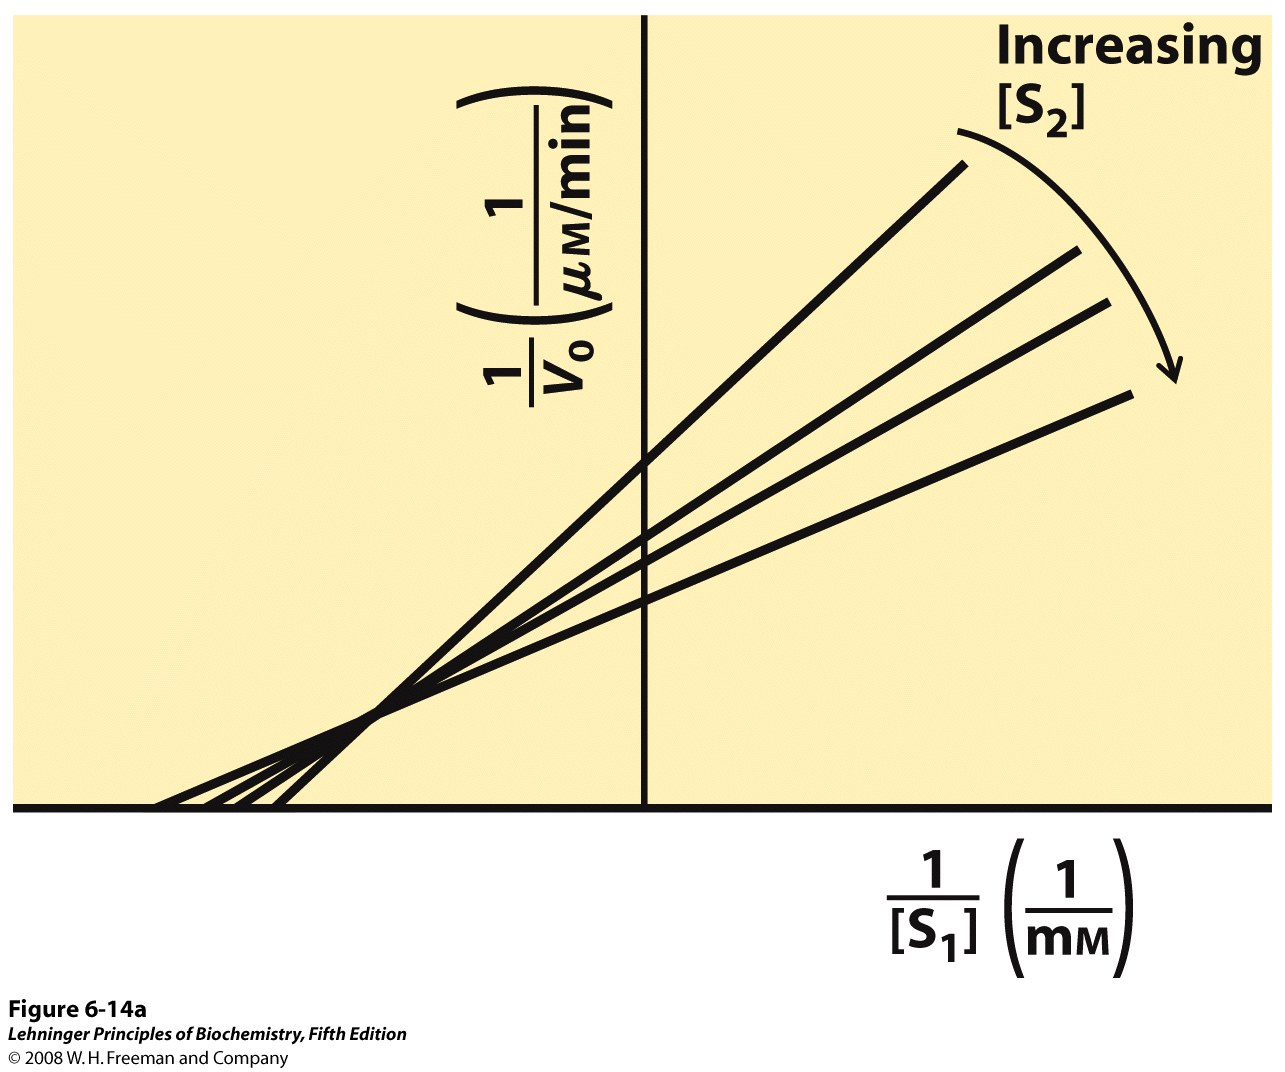 Increasing
[S2]
1/V0 (1/μM/min)
1/[S1] (1/mM)
Figure 6-14a
Lehninger Principles of Biochemistry, Fifth Edition
© 2008 W. H. Freeman and Company